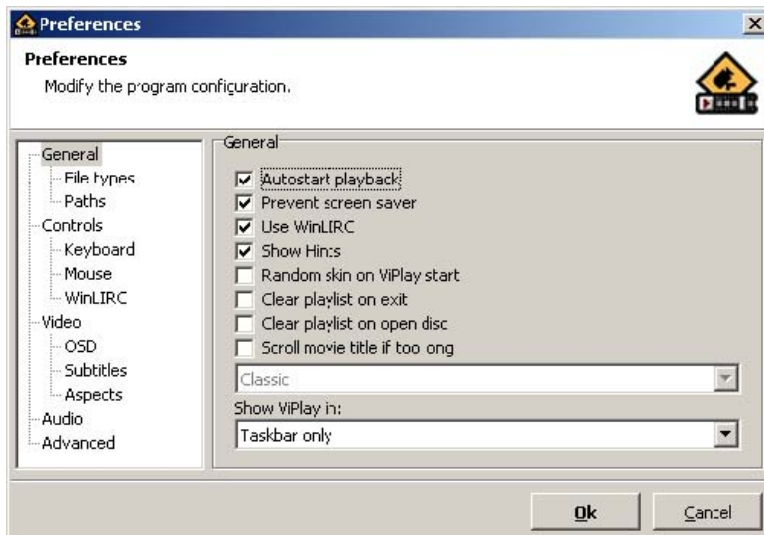 Preferences
Preferences
Modify the program configuration.
General
File types
Paths
Controls
Keyboard
Mouse
WinLIRC
Video
OSD
Subtitles
Aspects
Audio
Advanced
General
Autostart playback
Prevent screen saver
Use WinLIRC
Show Hints
Random skin on ViPlay start
Clear playlist on exit
Clear playlist on open disc
Scroll movie title if too ong
Classic
Show ViPlay in:
Taskbar only
Ok
Cancel